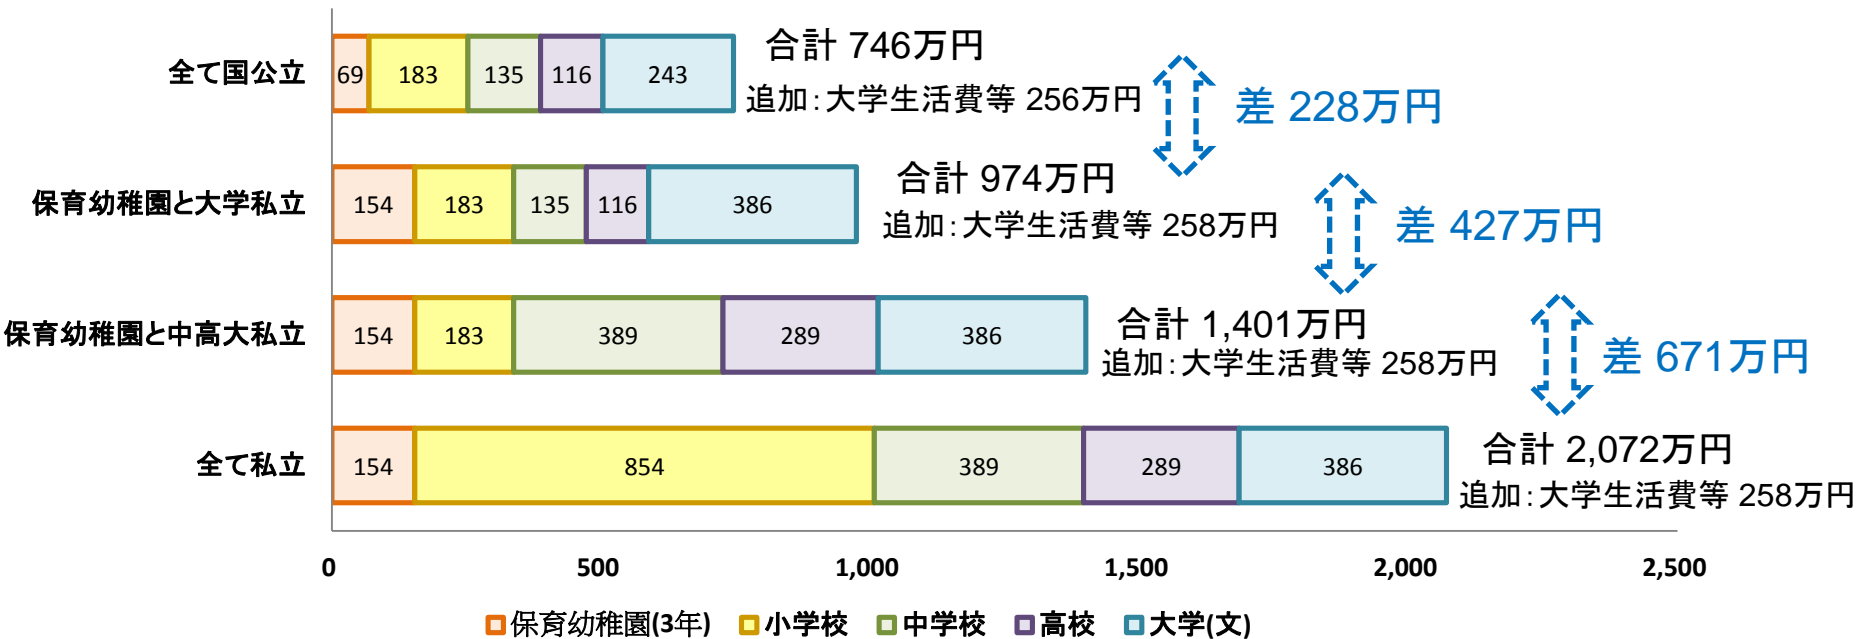 全て国公立
69 183 135 116 243
合計 746万円
追加：大学生活費等 256万円
差 228万円
保育幼稚園と大学私立
154 183 135 116 386
合計 974万円
追加：大学生活費等 258万円
差 427万円
保育幼稚園と中高大私立
154 183 389 289 386
合計 1,401万円
追加：大学生活費等 258万円
差 671万円
全て私立
154 854 389 289 386
合計 2,072万円
追加：大学生活費等 258万円
0 500 1,000 1,500 2,000 2,500
保育幼稚園(3年) 小学校 中学校 高校 大学(文)